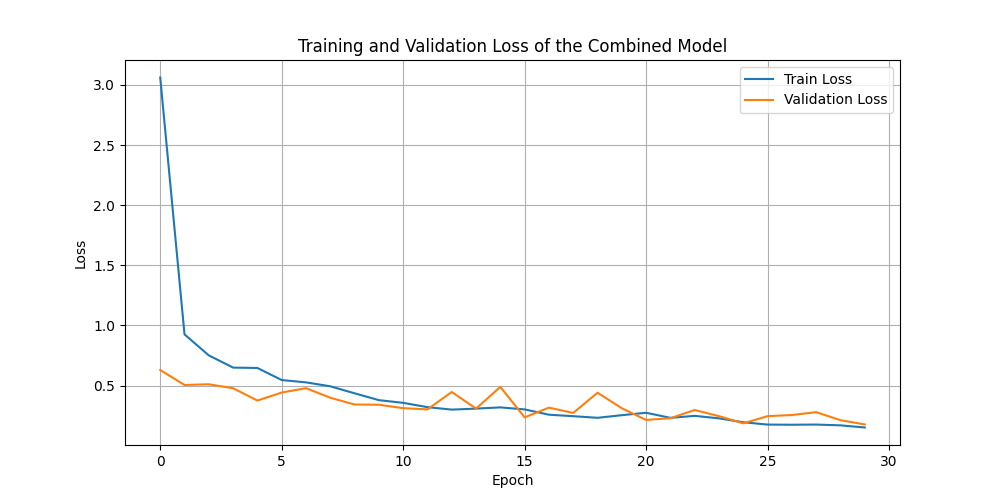 Training and Validation Loss of the Combined Model
Train Loss
Validation Loss
3.0
2.5
2.0
1.5
1.0
0.5
Loss
0 5 10 15 20 25 30
Epoch